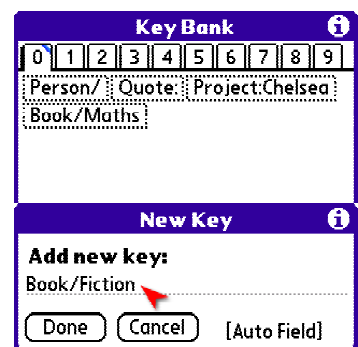 Key Bank i
0 1 2 3 4 5 6 7 8 9
Person/ Quote: Project:Chelsea
Book/Maths
New Key i
Add new key:
Book/Fiction
Done Cancel [Auto Field]